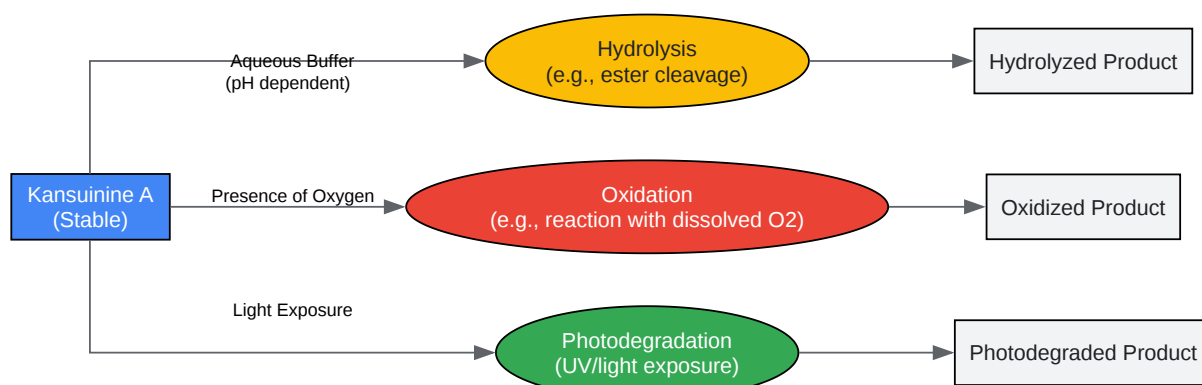 Aqueous Buffer
(pH dependent)
Hydrolysis
(e.g., ester cleavage)
Hydrolyzed Product
Kansuinine A
(Stable)
Presence of Oxygen
Oxidation
(e.g., reaction with dissolved O2)
Oxidized Product
Light Exposure
Photodegradation
(UV/light exposure)
Photodegraded Product